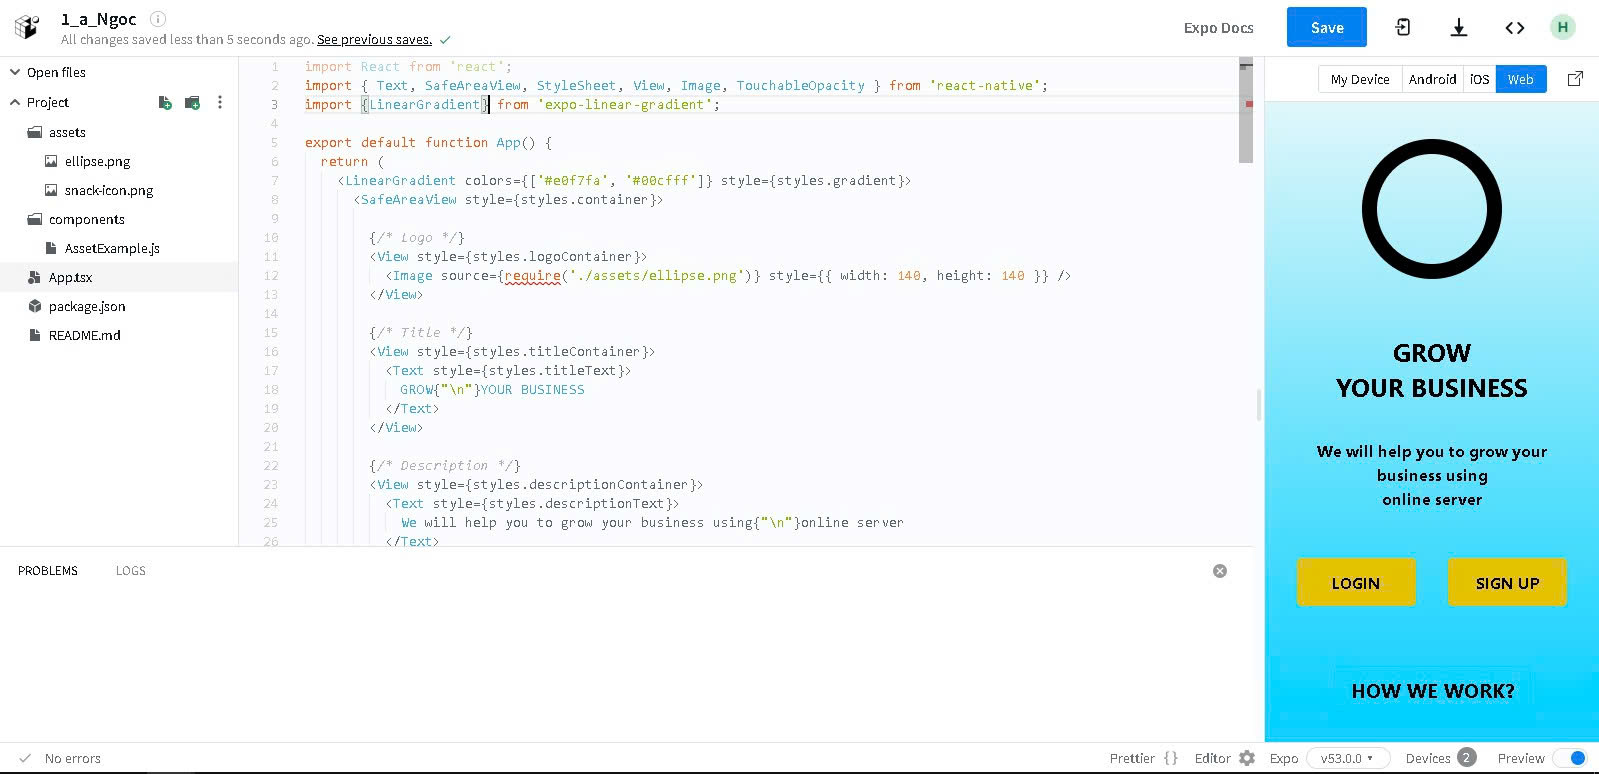 1_a_Ngoc
All changes saved less than 5 seconds ago. See previous saves.
Expo Docs
Save
H
Open files
Project
assets
ellipse.png
snack-icon.png
components
AssetExample.js
App.tsx
package.json
README.md
1 import React from 'react';
2 import { Text, SafeAreaView, StyleSheet, View, Image, TouchableOpacity } from 'react-native';
3 import {LinearGradient} from 'expo-linear-gradient';
4
5 export default function App() {
6 return (
7 <LinearGradient colors={['#e0f7fa', '#00cfff']} style={styles.gradient}>
8 <SafeAreaView style={styles.container}>
9
10 {/* Logo */}
11 <View style={styles.logoContainer}>
12 <Image source={require('./assets/ellipse.png')} style={{ width: 140, height: 140 }} />
13 </View>
14
15 {/* Title */}
16 <View style={styles.titleContainer}>
17 <Text style={styles.titleText}>
18 GROW{"\n"}YOUR BUSINESS
19 </Text>
20 </View>
21
22 {/* Description */}
23 <View style={styles.descriptionContainer}>
24 <Text style={styles.descriptionText}>
25 We will help you to grow your business using{"\n"}online server
26 </Text>
PROBLEMS LOGS
My Device Android iOS Web
GROW
YOUR BUSINESS
We will help you to grow your
business using
online server
LOGIN SIGN UP
HOW WE WORK?
No errors
Prettier {} Editor Expo v53.0.0 Devices 2 Preview